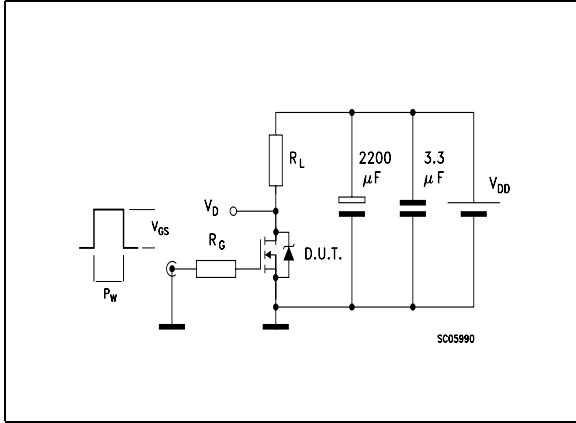 R_L
2200 µF
3.3 µF
V_DD
V_D
V_GS
R_G
D.U.T.
P_W
SC05990